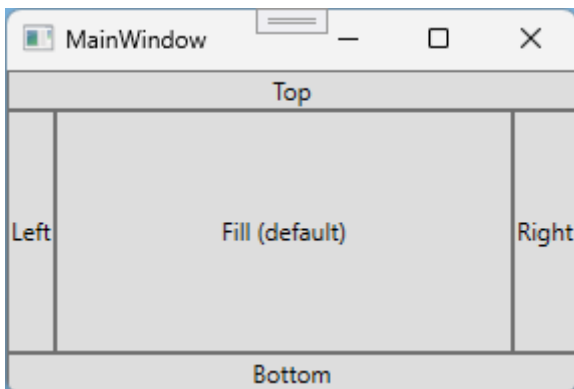 MainWindow
Top
Left
Fill (default)
Right
Bottom